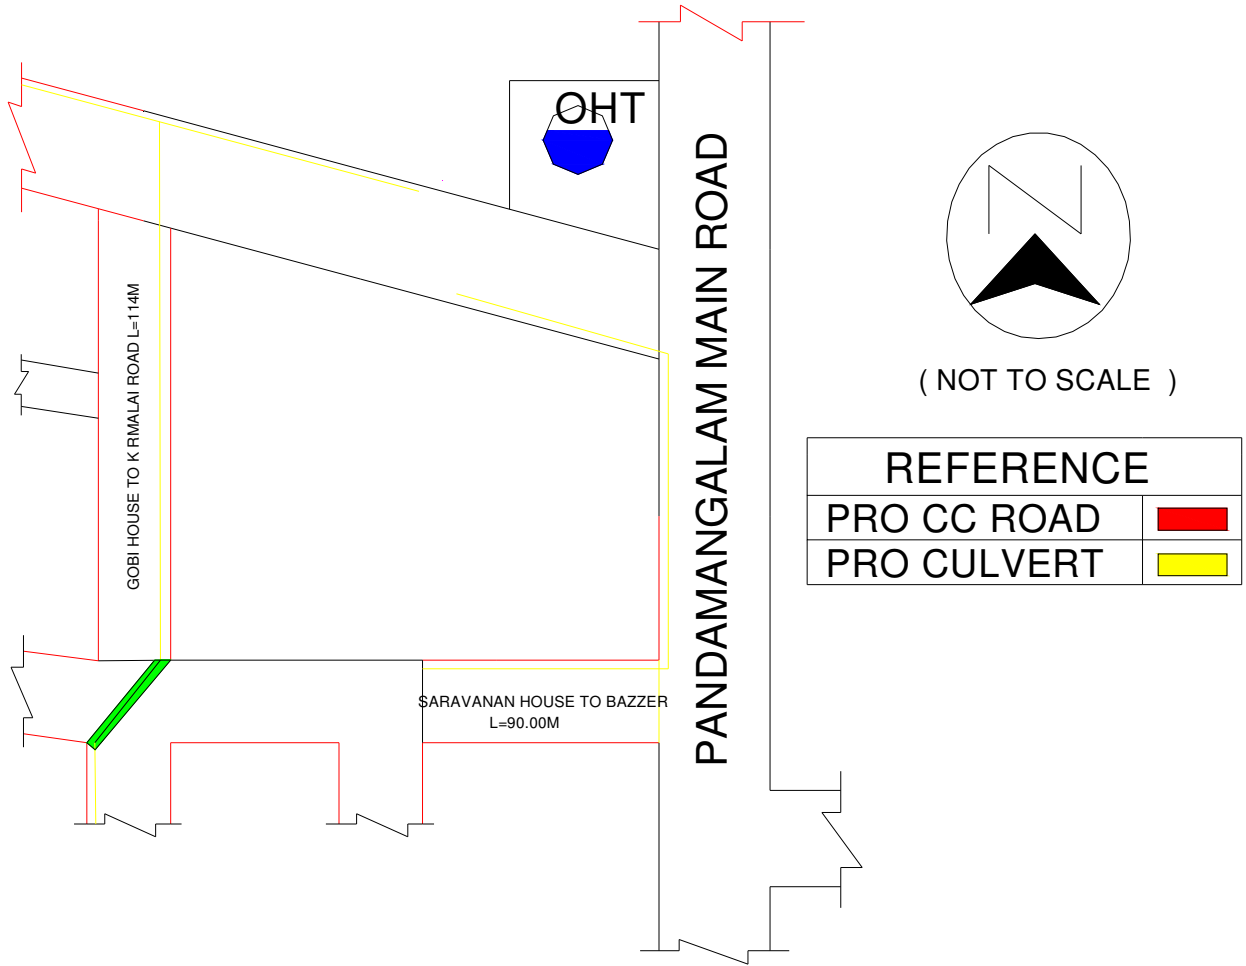 OHT
PANDAMANGALAM MAIN ROAD
N
( NOT TO SCALE )
GOBI HOUSE TO K RMALAI ROAD L=114M
REFERENCE
PRO CC ROAD
PRO CULVERT
SARAVANAN HOUSE TO BAZZER
L=90.00M